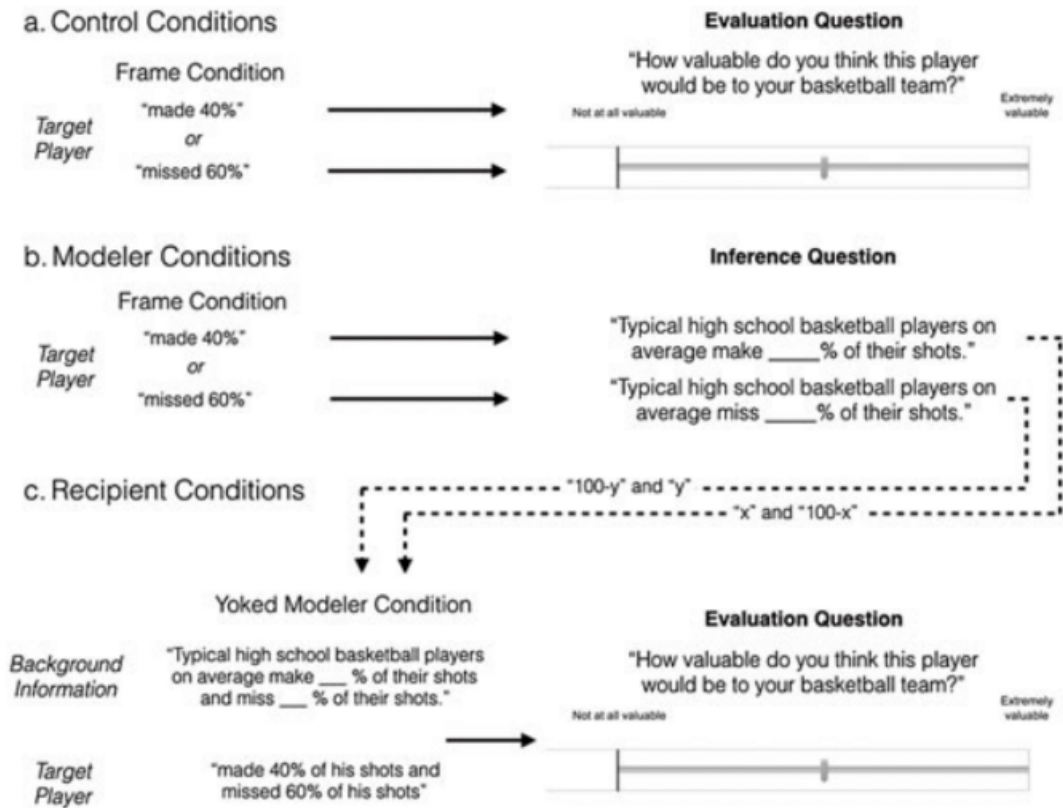 a. Control Conditions
Evaluation Question
Frame Condition
"How valuable do you think this player
would be to your basketball team?"
Target
Player
"made 40%"
or
"missed 60%"
Not at all valuable
Extremely
valuable
b. Modeler Conditions
Inference Question
Frame Condition
Target
Player
"made 40%"
or
"missed 60%"
"Typical high school basketball players on
average make ____% of their shots."
"Typical high school basketball players on
average miss ____% of their shots."
c. Recipient Conditions
"100-y" and "y"
"x" and "100-x"
Yoked Modeler Condition
Evaluation Question
Background
Information
"Typical high school basketball players
on average make ___ % of their shots
and miss ___ % of their shots."
"How valuable do you think this player
would be to your basketball team?"
Not at all valuable
Extremely
valuable
Target
Player
"made 40% of his shots and
missed 60% of his shots"